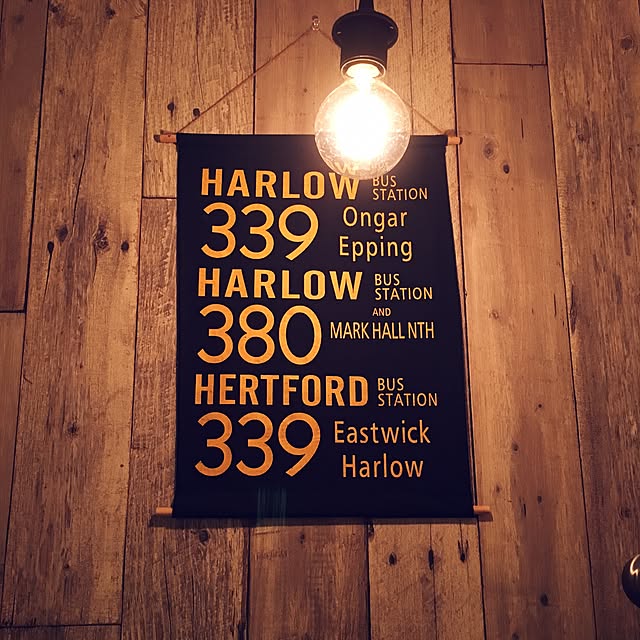 HARLOW BUS STATION
339 Ongar Epping
HARLOW BUS STATION
380 AND MARK HALL NTH
HERTFORD BUS STATION
339 Eastwick Harlow